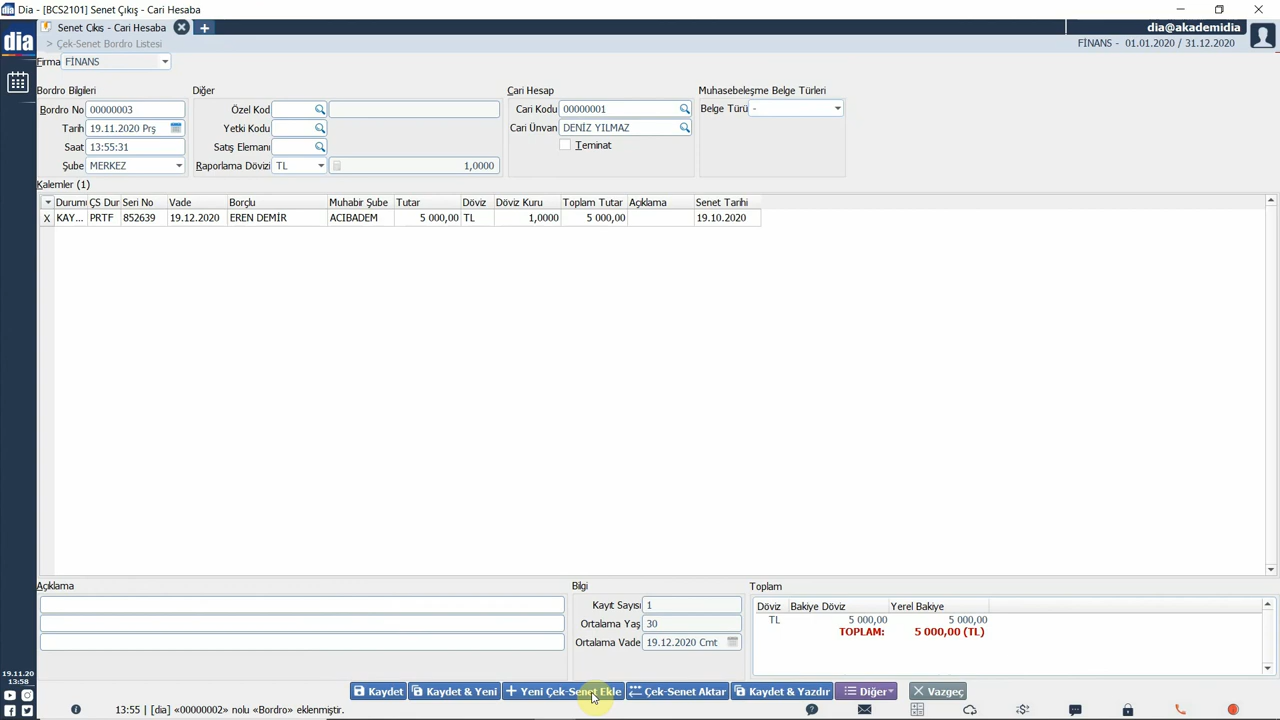 Dia - [BCS2101] Senet Çıkış - Cari Hesaba
dia
Senet Çıkış - Cari Hesaba
dia@akademidia
> Çek-Senet Bordro Listesi
FİNANS - 01.01.2020 / 31.12.2020
Firma FİNANS
Bordro Bilgileri
Bordro No 00000003
Tarih 19.11.2020 Prş
Saat 13:55:31
Şube MERKEZ
Diğer
Özel Kod
Yetki Kodu
Satış Elemanı
Raporlama Dövizi TL 1,0000
Cari Hesap
Cari Kodu 00000001
Cari Ünvan DENİZ YILMAZ
Teminat
Muhasebeleşme Belge Türleri
Belge Türü -
Kalemler (1)
Durumu ÇS Dur Seri No Vade Borçlu Muhabir Şube Tutar Döviz Döviz Kuru Toplam Tutar Açıklama Senet Tarihi
X KAY... PRTF 852639 19.12.2020 EREN DEMİR ACIBADEM 5 000,00 TL 1,0000 5 000,00 19.10.2020
Açıklama
Bilgi
Kayıt Sayısı 1
Ortalama Yaş 30
Ortalama Vade 19.12.2020 Cmt
Toplam
Döviz Bakiye Döviz Yerel Bakiye
TL 5 000,00 5 000,00
TOPLAM: 5 000,00 (TL)
Kaydet Kaydet & Yeni Yeni Çek-Senet Ekle Çek-Senet Aktar Kaydet & Yazdır Diğer Vazgeç
19.11.20
13:58
13:55 | [dia] «00000002» nolu «Bordro» eklenmiştir.